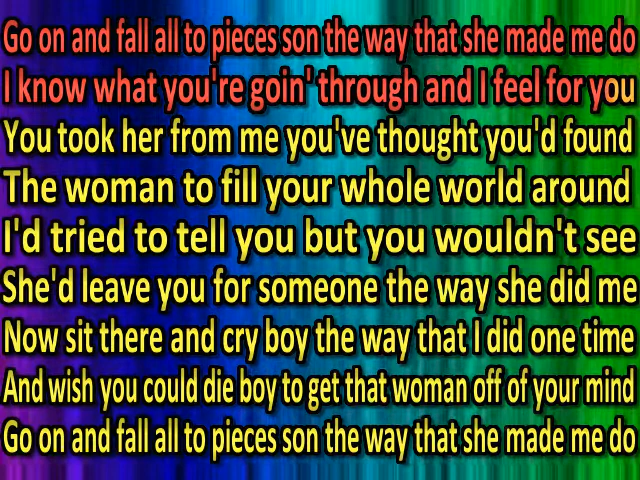 Go on and fall all to pieces son the way that she made me do
I know what you're goin' through and I feel for you
You took her from me you've thought you'd found
The woman to fill your whole world around
I'd tried to tell you but you wouldn't see
She'd leave you for someone the way she did me
Now sit there and cry boy the way that I did one time
And wish you could die boy to get that woman off of your mind
Go on and fall all to pieces son the way that she made me do